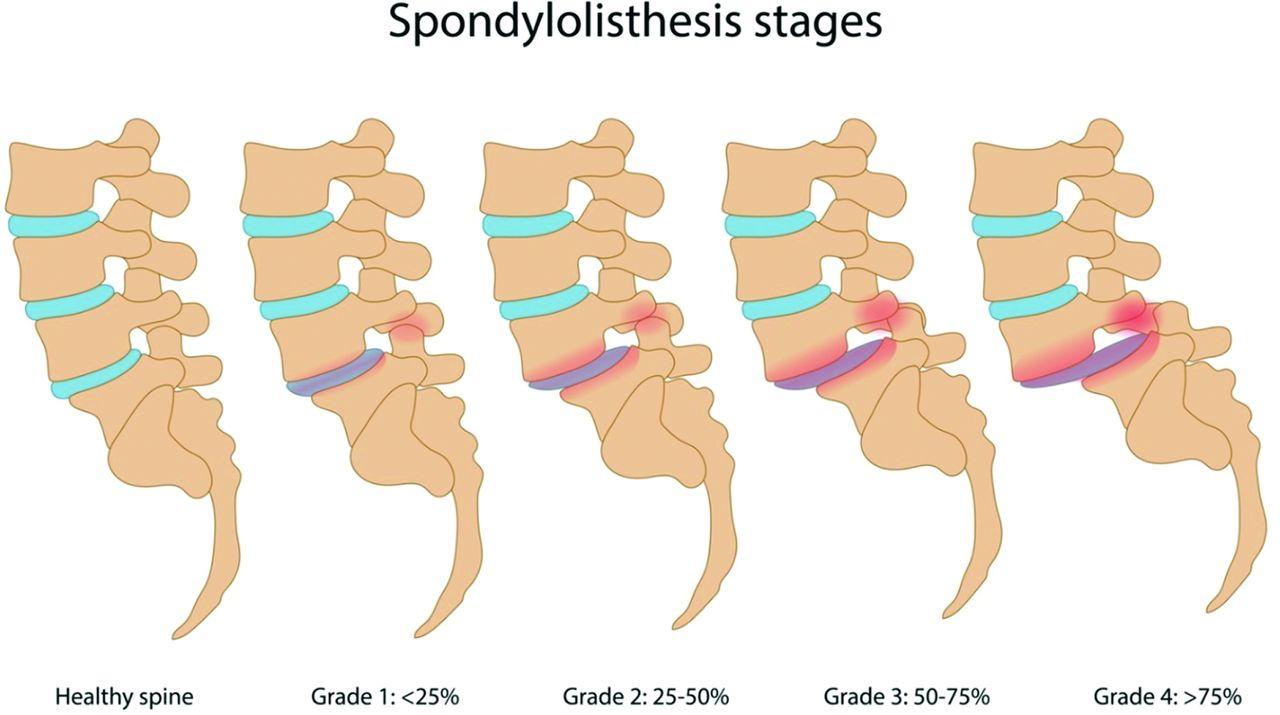 Spondylolisthesis stages
Healthy spine
Grade 1: <25%
Grade 2: 25-50%
Grade 3: 50-75%
Grade 4: >75%